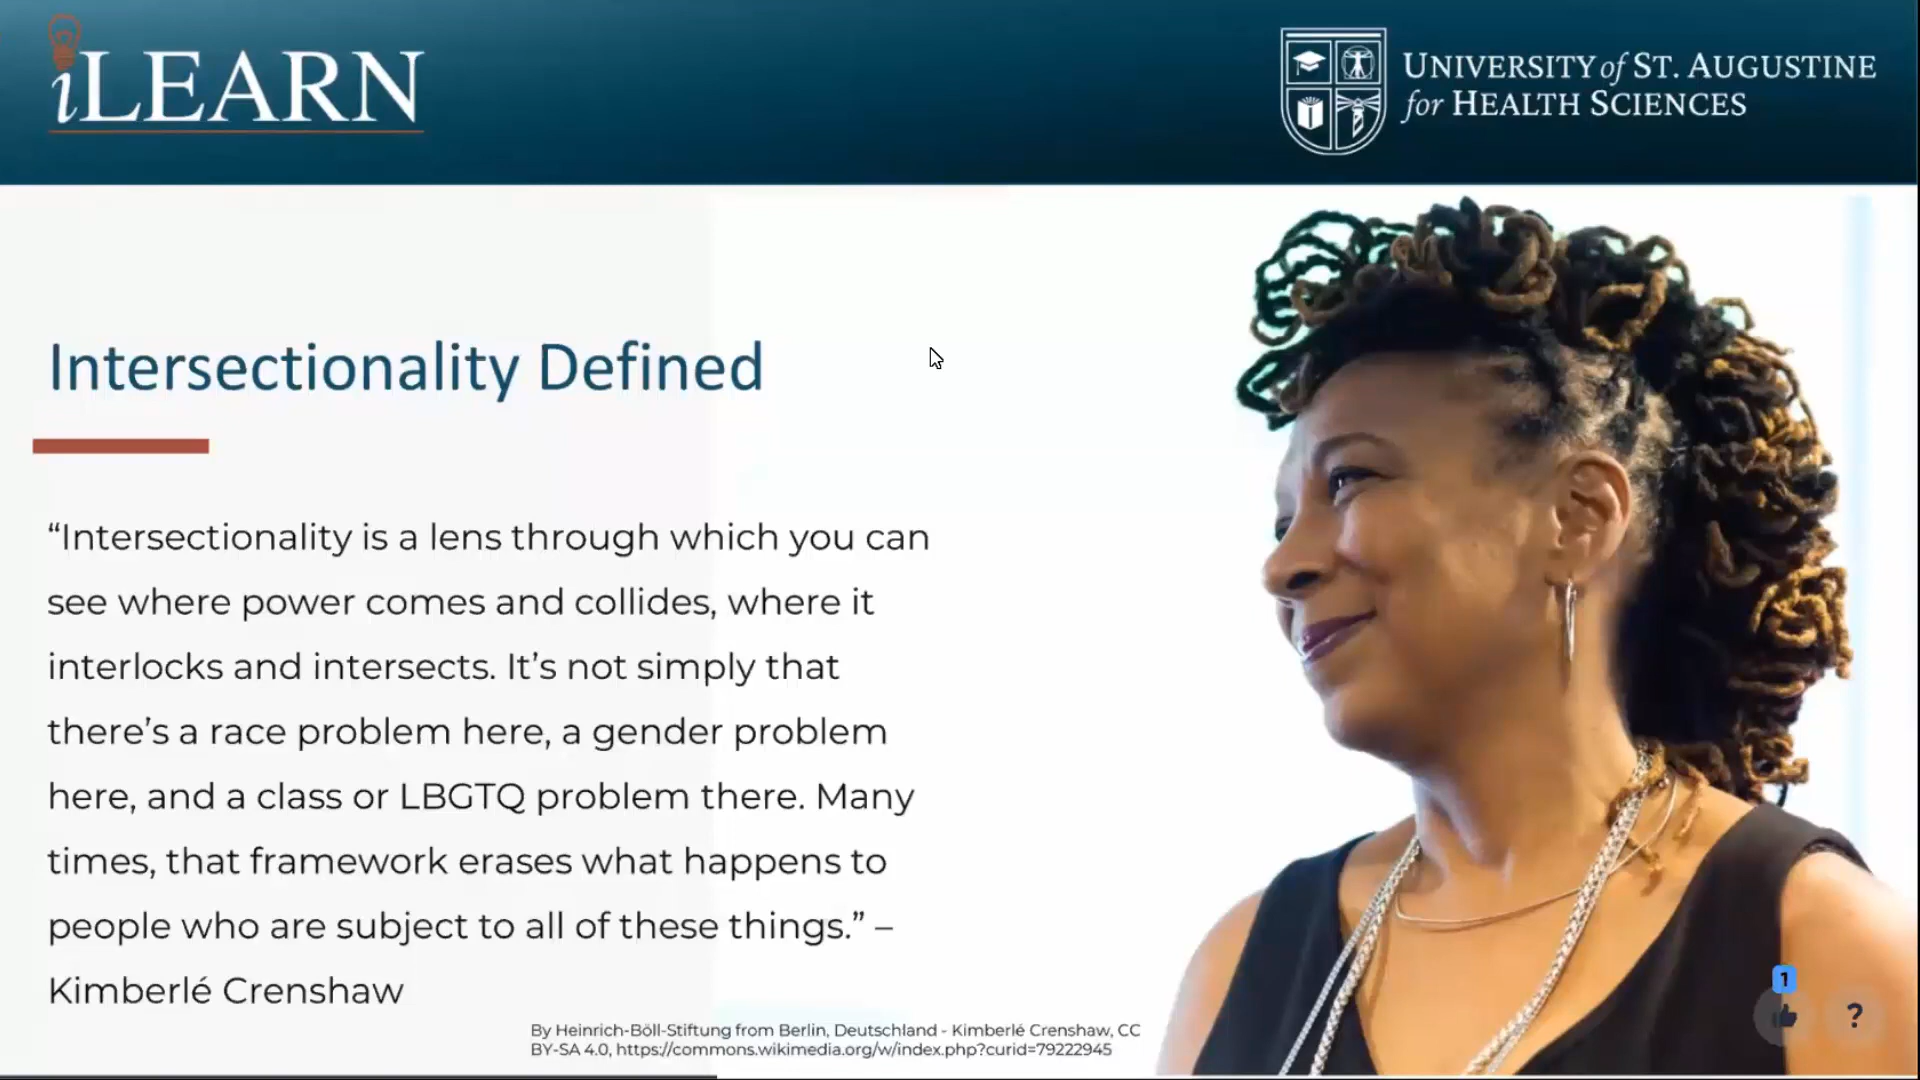 iLEARN
UNIVERSITY of ST. AUGUSTINE
for HEALTH SCIENCES
Intersectionality Defined
“Intersectionality is a lens through which you can
see where power comes and collides, where it
interlocks and intersects. It’s not simply that
there’s a race problem here, a gender problem
here, and a class or LBGTQ problem there. Many
times, that framework erases what happens to
people who are subject to all of these things.” –
Kimberlé Crenshaw
By Heinrich-Böll-Stiftung from Berlin, Deutschland - Kimberlé Crenshaw, CC
BY-SA 4.0, https://commons.wikimedia.org/w/index.php?curid=79222945
1
?